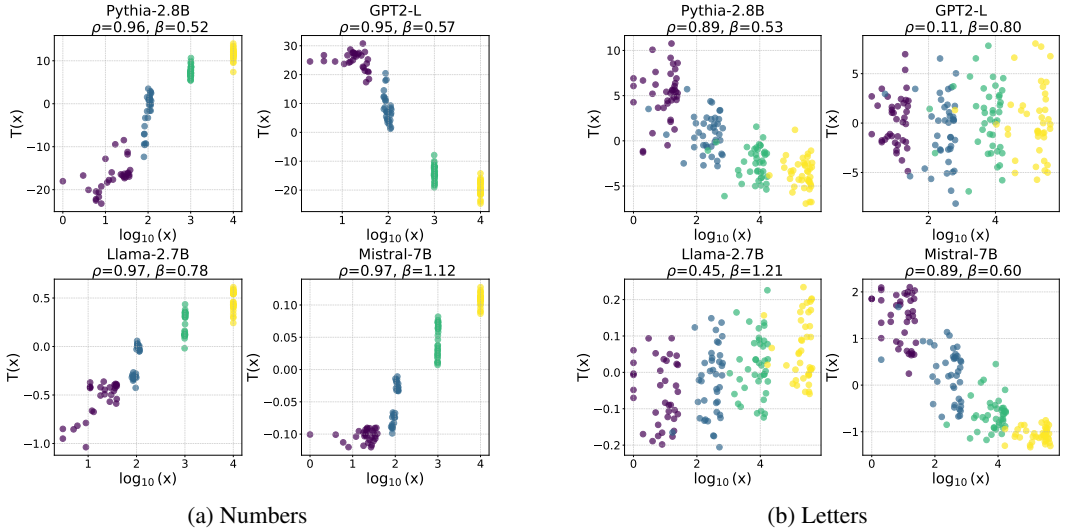 Pythia-2.8B
ρ=0.96, β=0.52
10
0
−10
−20
T(x)
0
1
2
3
4
log₁₀(x)
GPT2-L
ρ=0.95, β=0.57
30
20
10
0
−10
−20
T(x)
1
2
3
4
log₁₀(x)
Llama-2.7B
ρ=0.97, β=0.78
0.5
0.0
−0.5
−1.0
T(x)
1
2
3
4
log₁₀(x)
Mistral-7B
ρ=0.97, β=1.12
0.10
0.05
0.00
−0.05
−0.10
T(x)
0
1
2
3
4
log₁₀(x)
(a) Numbers
Pythia-2.8B
ρ=0.89, β=0.53
10
5
0
−5
T(x)
0
2
4
log₁₀(x)
GPT2-L
ρ=0.11, β=0.80
5
0
−5
T(x)
2
4
log₁₀(x)
Llama-2.7B
ρ=0.45, β=1.21
0.2
0.1
0.0
−0.1
−0.2
T(x)
0
2
4
log₁₀(x)
Mistral-7B
ρ=0.89, β=0.60
2
1
0
−1
T(x)
0
2
4
log₁₀(x)
(b) Letters